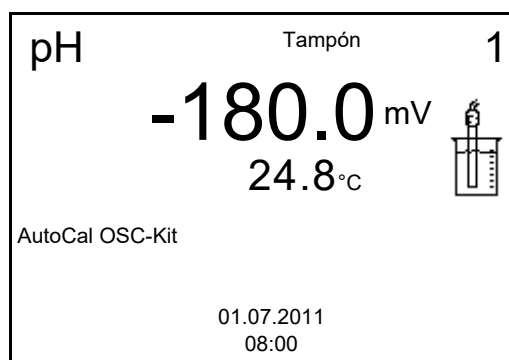 pH Tampón 1
-180.0 mV
24.8°C
AutoCal OSC-Kit
01.07.2011
08:00